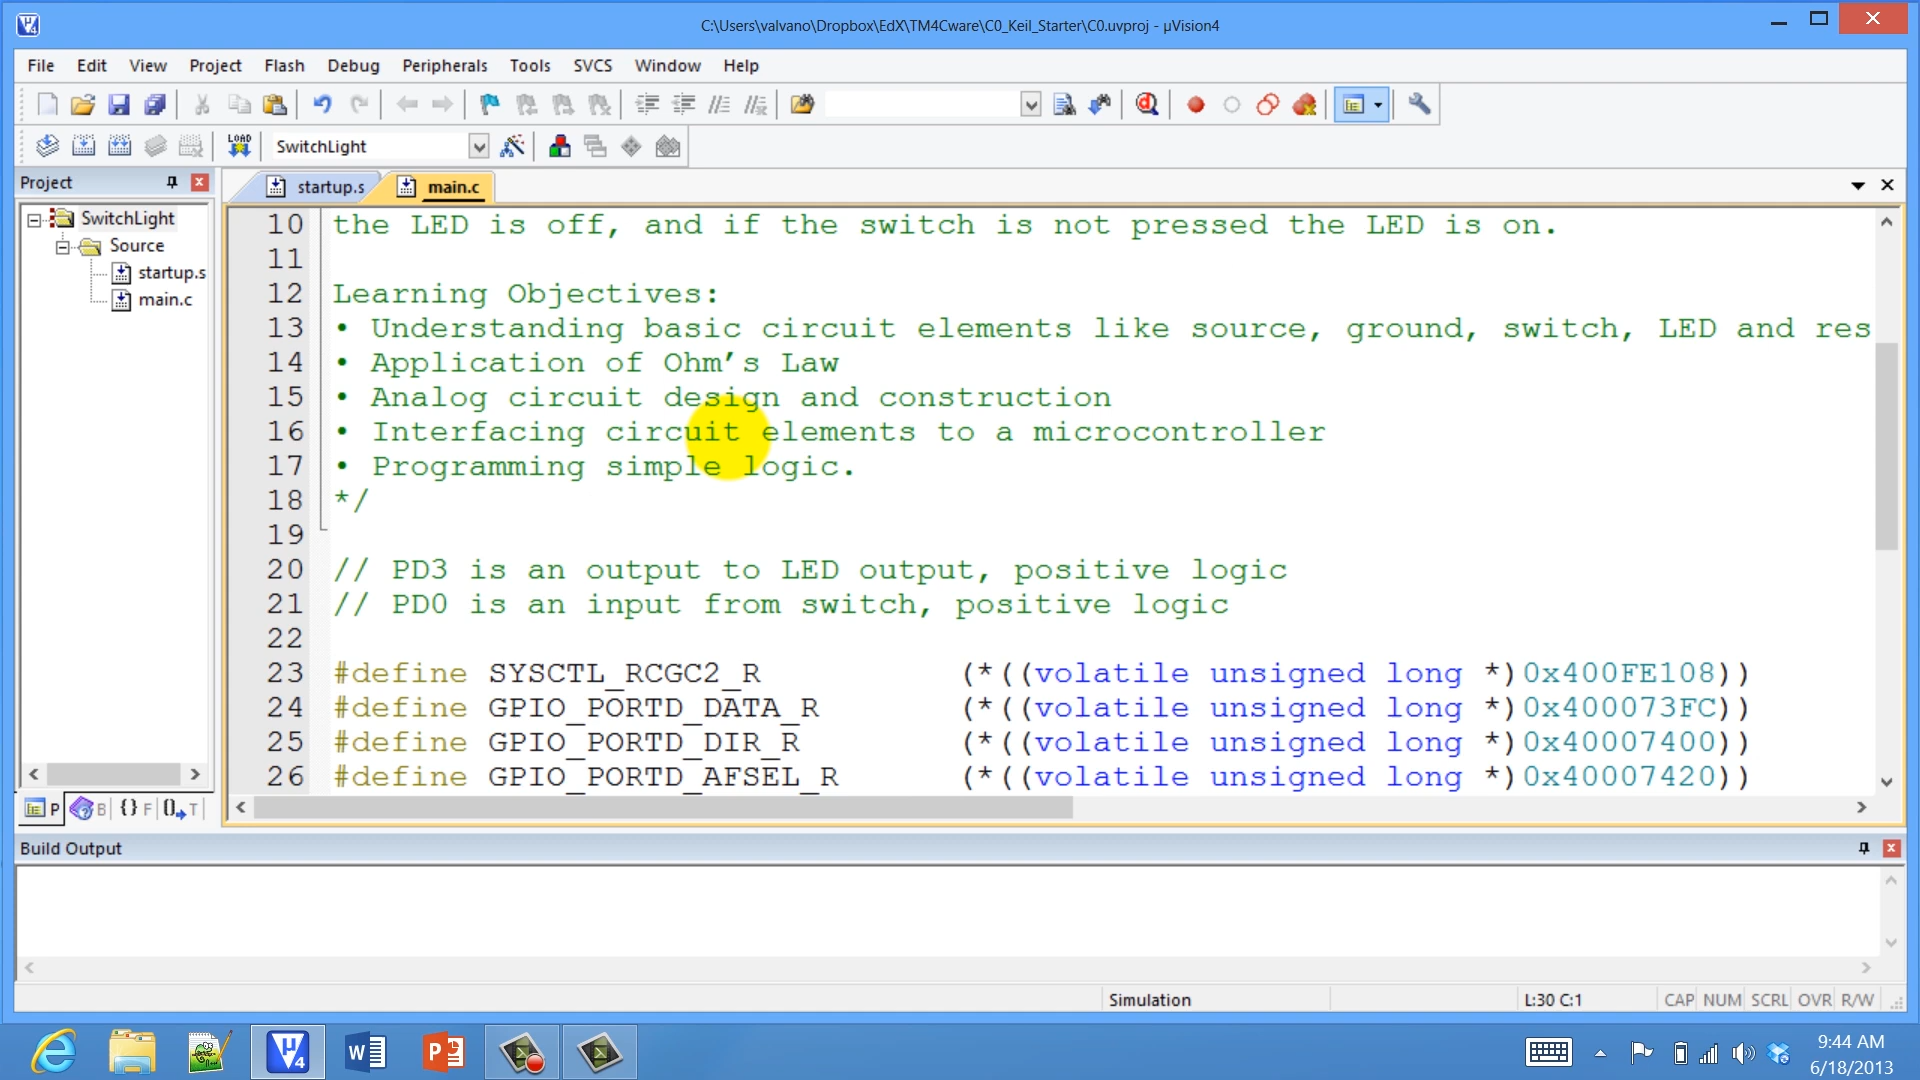 C:\Users\valvano\Dropbox\EdX\TM4Cware\C0_Keil_Starter\C0.uvproj - µVision4
File Edit View Project Flash Debug Peripherals Tools SVCS Window Help
LOAD SwitchLight
Project
startup.s main.c
SwitchLight
Source
startup.s
main.c
10 the LED is off, and if the switch is not pressed the LED is on.
11
12 Learning Objectives:
13 • Understanding basic circuit elements like source, ground, switch, LED and res
14 • Application of Ohm’s Law
15 • Analog circuit design and construction
16 • Interfacing circuit elements to a microcontroller
17 • Programming simple logic.
18 */
19
20 // PD3 is an output to LED output, positive logic
21 // PD0 is an input from switch, positive logic
22
23 #define SYSCTL_RCGC2_R (*((volatile unsigned long *)0x400FE108))
24 #define GPIO_PORTD_DATA_R (*((volatile unsigned long *)0x400073FC))
25 #define GPIO_PORTD_DIR_R (*((volatile unsigned long *)0x40007400))
26 #define GPIO_PORTD_AFSEL_R (*((volatile unsigned long *)0x40007420))
P B {} F 0 T
Build Output
Simulation L:30 C:1 CAP NUM SCRL OVR R/W
9:44 AM
6/18/2013